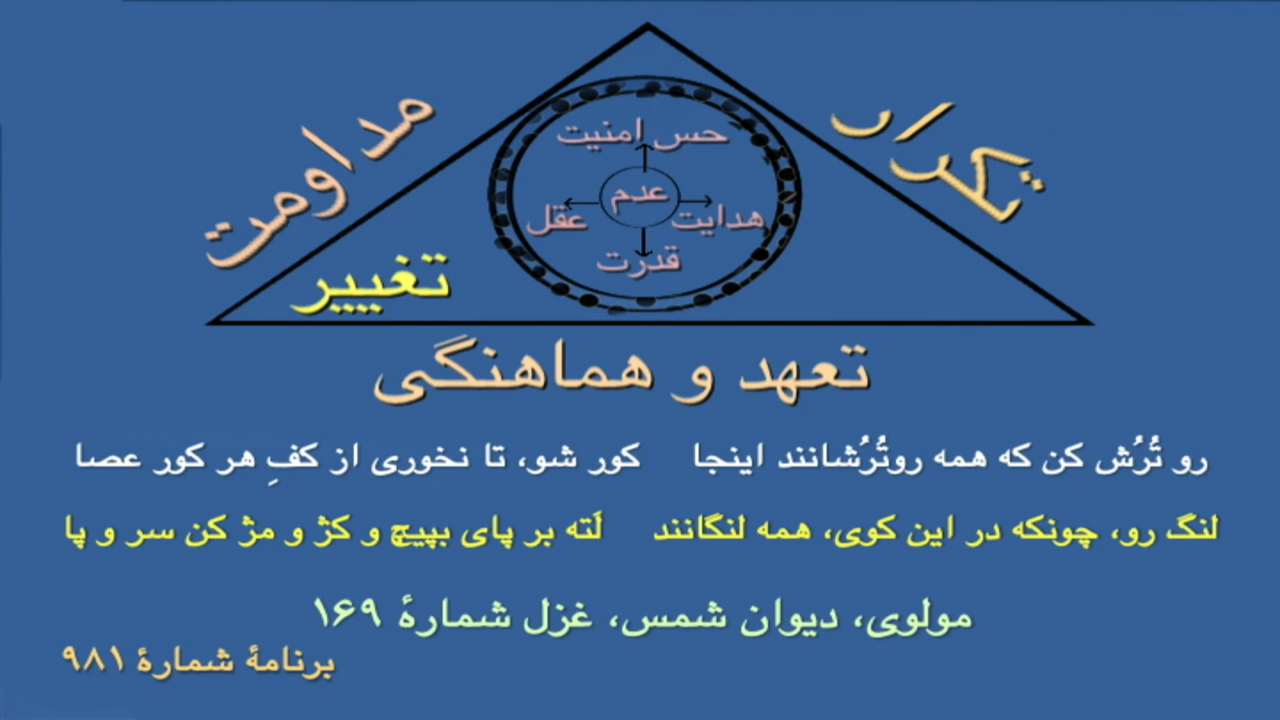 تکرار
مداومت
حس امنیت
عدم
هدایت
عقل
قدرت
تغییر
تعهد و هماهنگی
رو تُرُش کن که همه روتُرُشانند اینجا    کور شو، تا نخوری از کفِ هر کور عصا
لنگ رو، چونکه در این کوی، همه لنگانند    لَته بر پای بپیچ و کژ و مژ کن سر و پا
مولوی، دیوان شمس، غزل شمارهٔ ۱۶۹
برنامهٔ شمارهٔ ۹۸۱